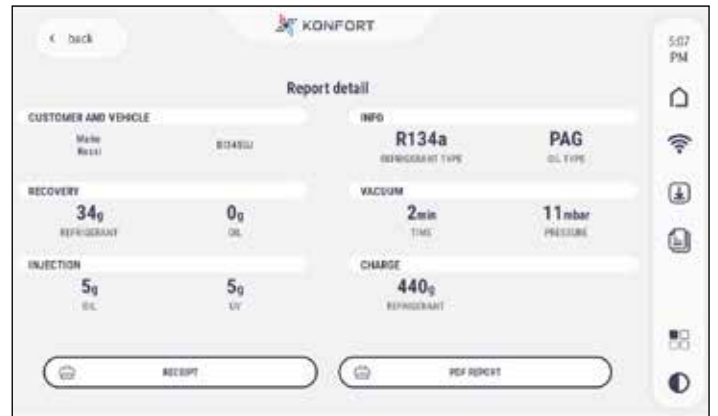 back
KONFORT
5:07
PM
Report detail
CUSTOMER AND VEHICLE
INFO
Rossi
R134a
REFRIGERANT TYPE
PAG
OIL TYPE
RECOVERY
VACUUM
34g
REFRIGERANT
0g
OIL
2min
TIME
11mbar
PRESSURE
INJECTION
CHARGE
5g
OIL
5g
UV
440g
REFRIGERANT
RECEIPT
PDF REPORT